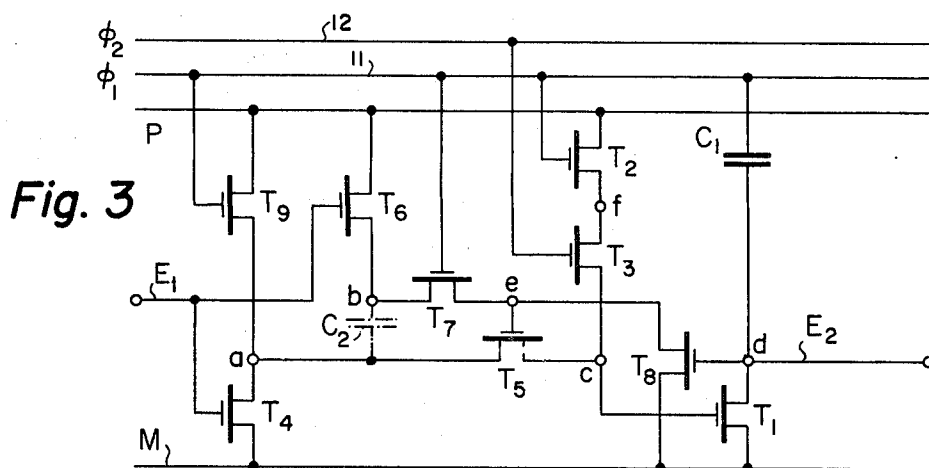 ϕ₂ 12
ϕ₁ 11
P
Fig. 3
T₉
T₆
T₂
C₁
f
T₃
E₁
b
T₇
e
C₂
a
T₅
c
T₈
d
E₂
T₄
T₁
M